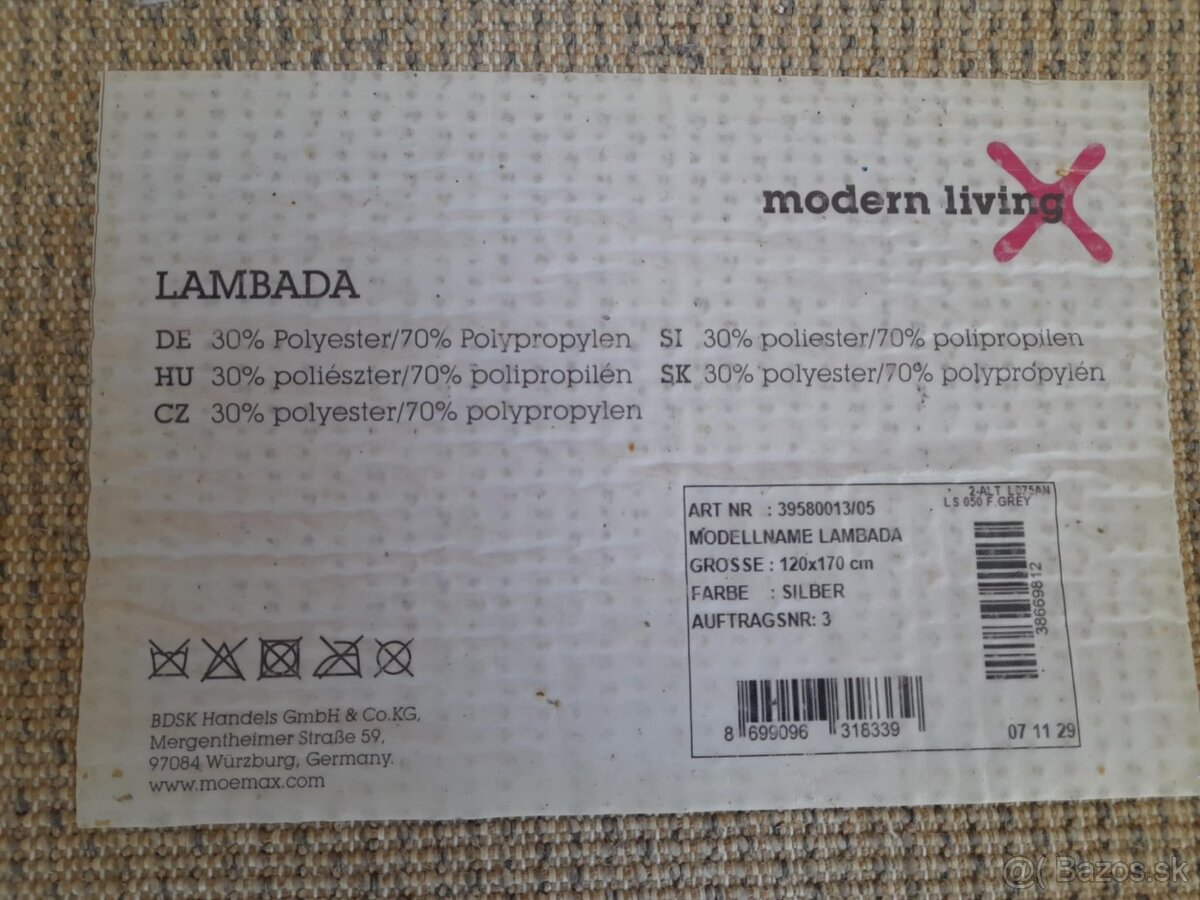 modern living
LAMBADA
DE 30% Polyester/70% Polypropylen
HU 30% poliészter/70% polipropilén
CZ 30% polyester/70% polypropylen
SI 30% poliester/70% polipropilen
SK 30% polyester/70% polypropylén
2-ALT L075AN
LS 050 F.GREY
ART NR : 39580013/05
MODELLNAME LAMBADA
GROSSE : 120x170 cm
FARBE : SILBER
AUFTRAGSNR: 3
38669812
8 699096 318339
07 11 29
BDSK Handels GmbH & Co.KG,
Mergentheimer Straße 59,
97084 Würzburg, Germany.
www.moemax.com
@( Bazos.sk